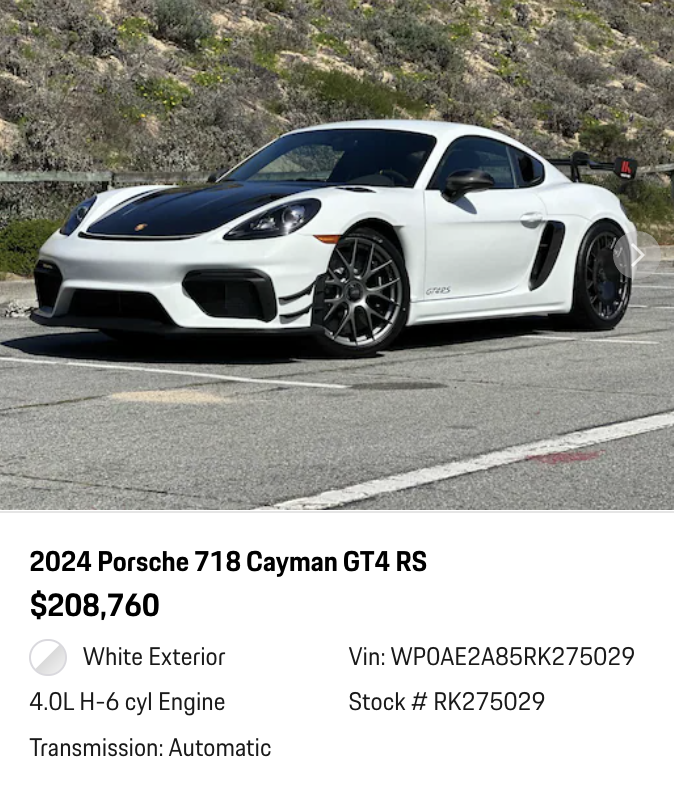 GT4RS
2024 Porsche 718 Cayman GT4 RS
$208,760
White Exterior
Vin: WP0AE2A85RK275029
4.0L H-6 cyl Engine
Stock # RK275029
Transmission: Automatic